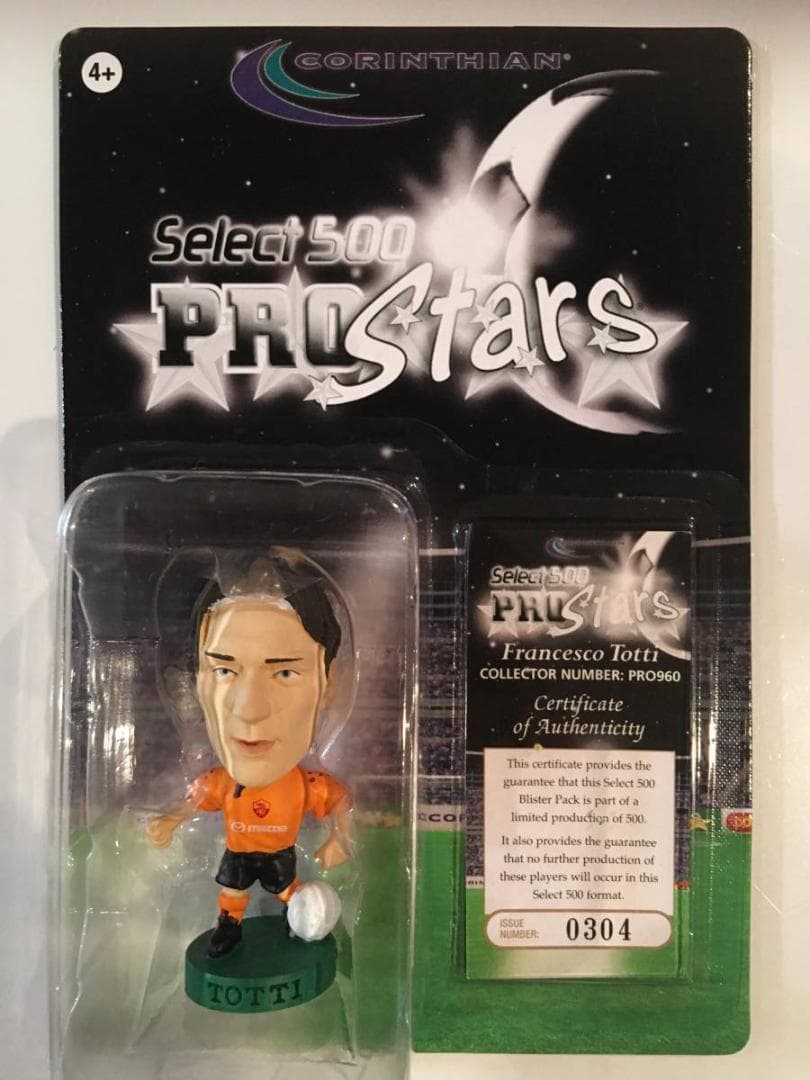 4+
CORINTHIAN®
Select 500
PROStars
Select 500
PROStars
Francesco Totti
COLLECTOR NUMBER: PRO960
Certificate
of Authenticity
This certificate provides the
guarantee that this Select 500
Blister Pack is part of a
limited production of 500.
It also provides the guarantee
that no further production of
these players will occur in this
Select 500 format.
ISSUE
NUMBER: 0304
mazda
TOTTI